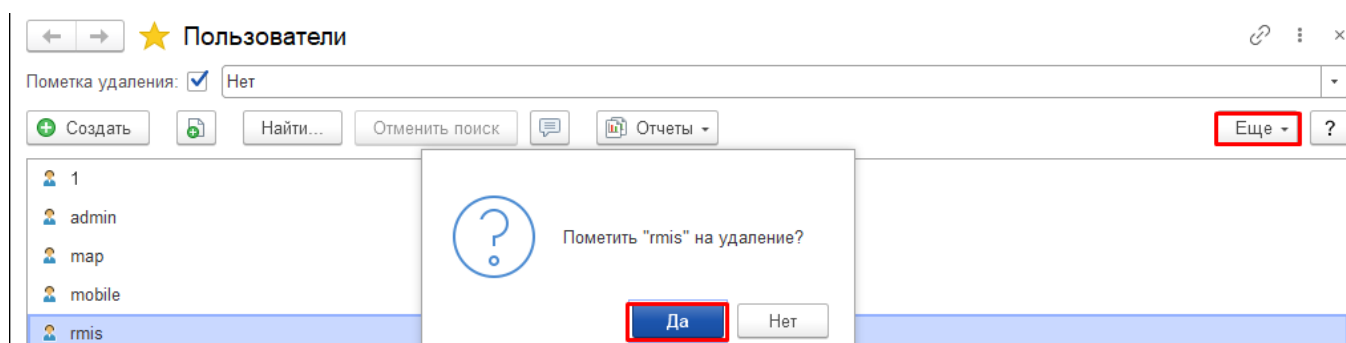 Пользователи
Пометка удаления: Нет
Создать Найти... Отменить поиск Отчеты Еще ?
1
admin
map
mobile
rmis
Пометить "rmis" на удаление?
Да Нет